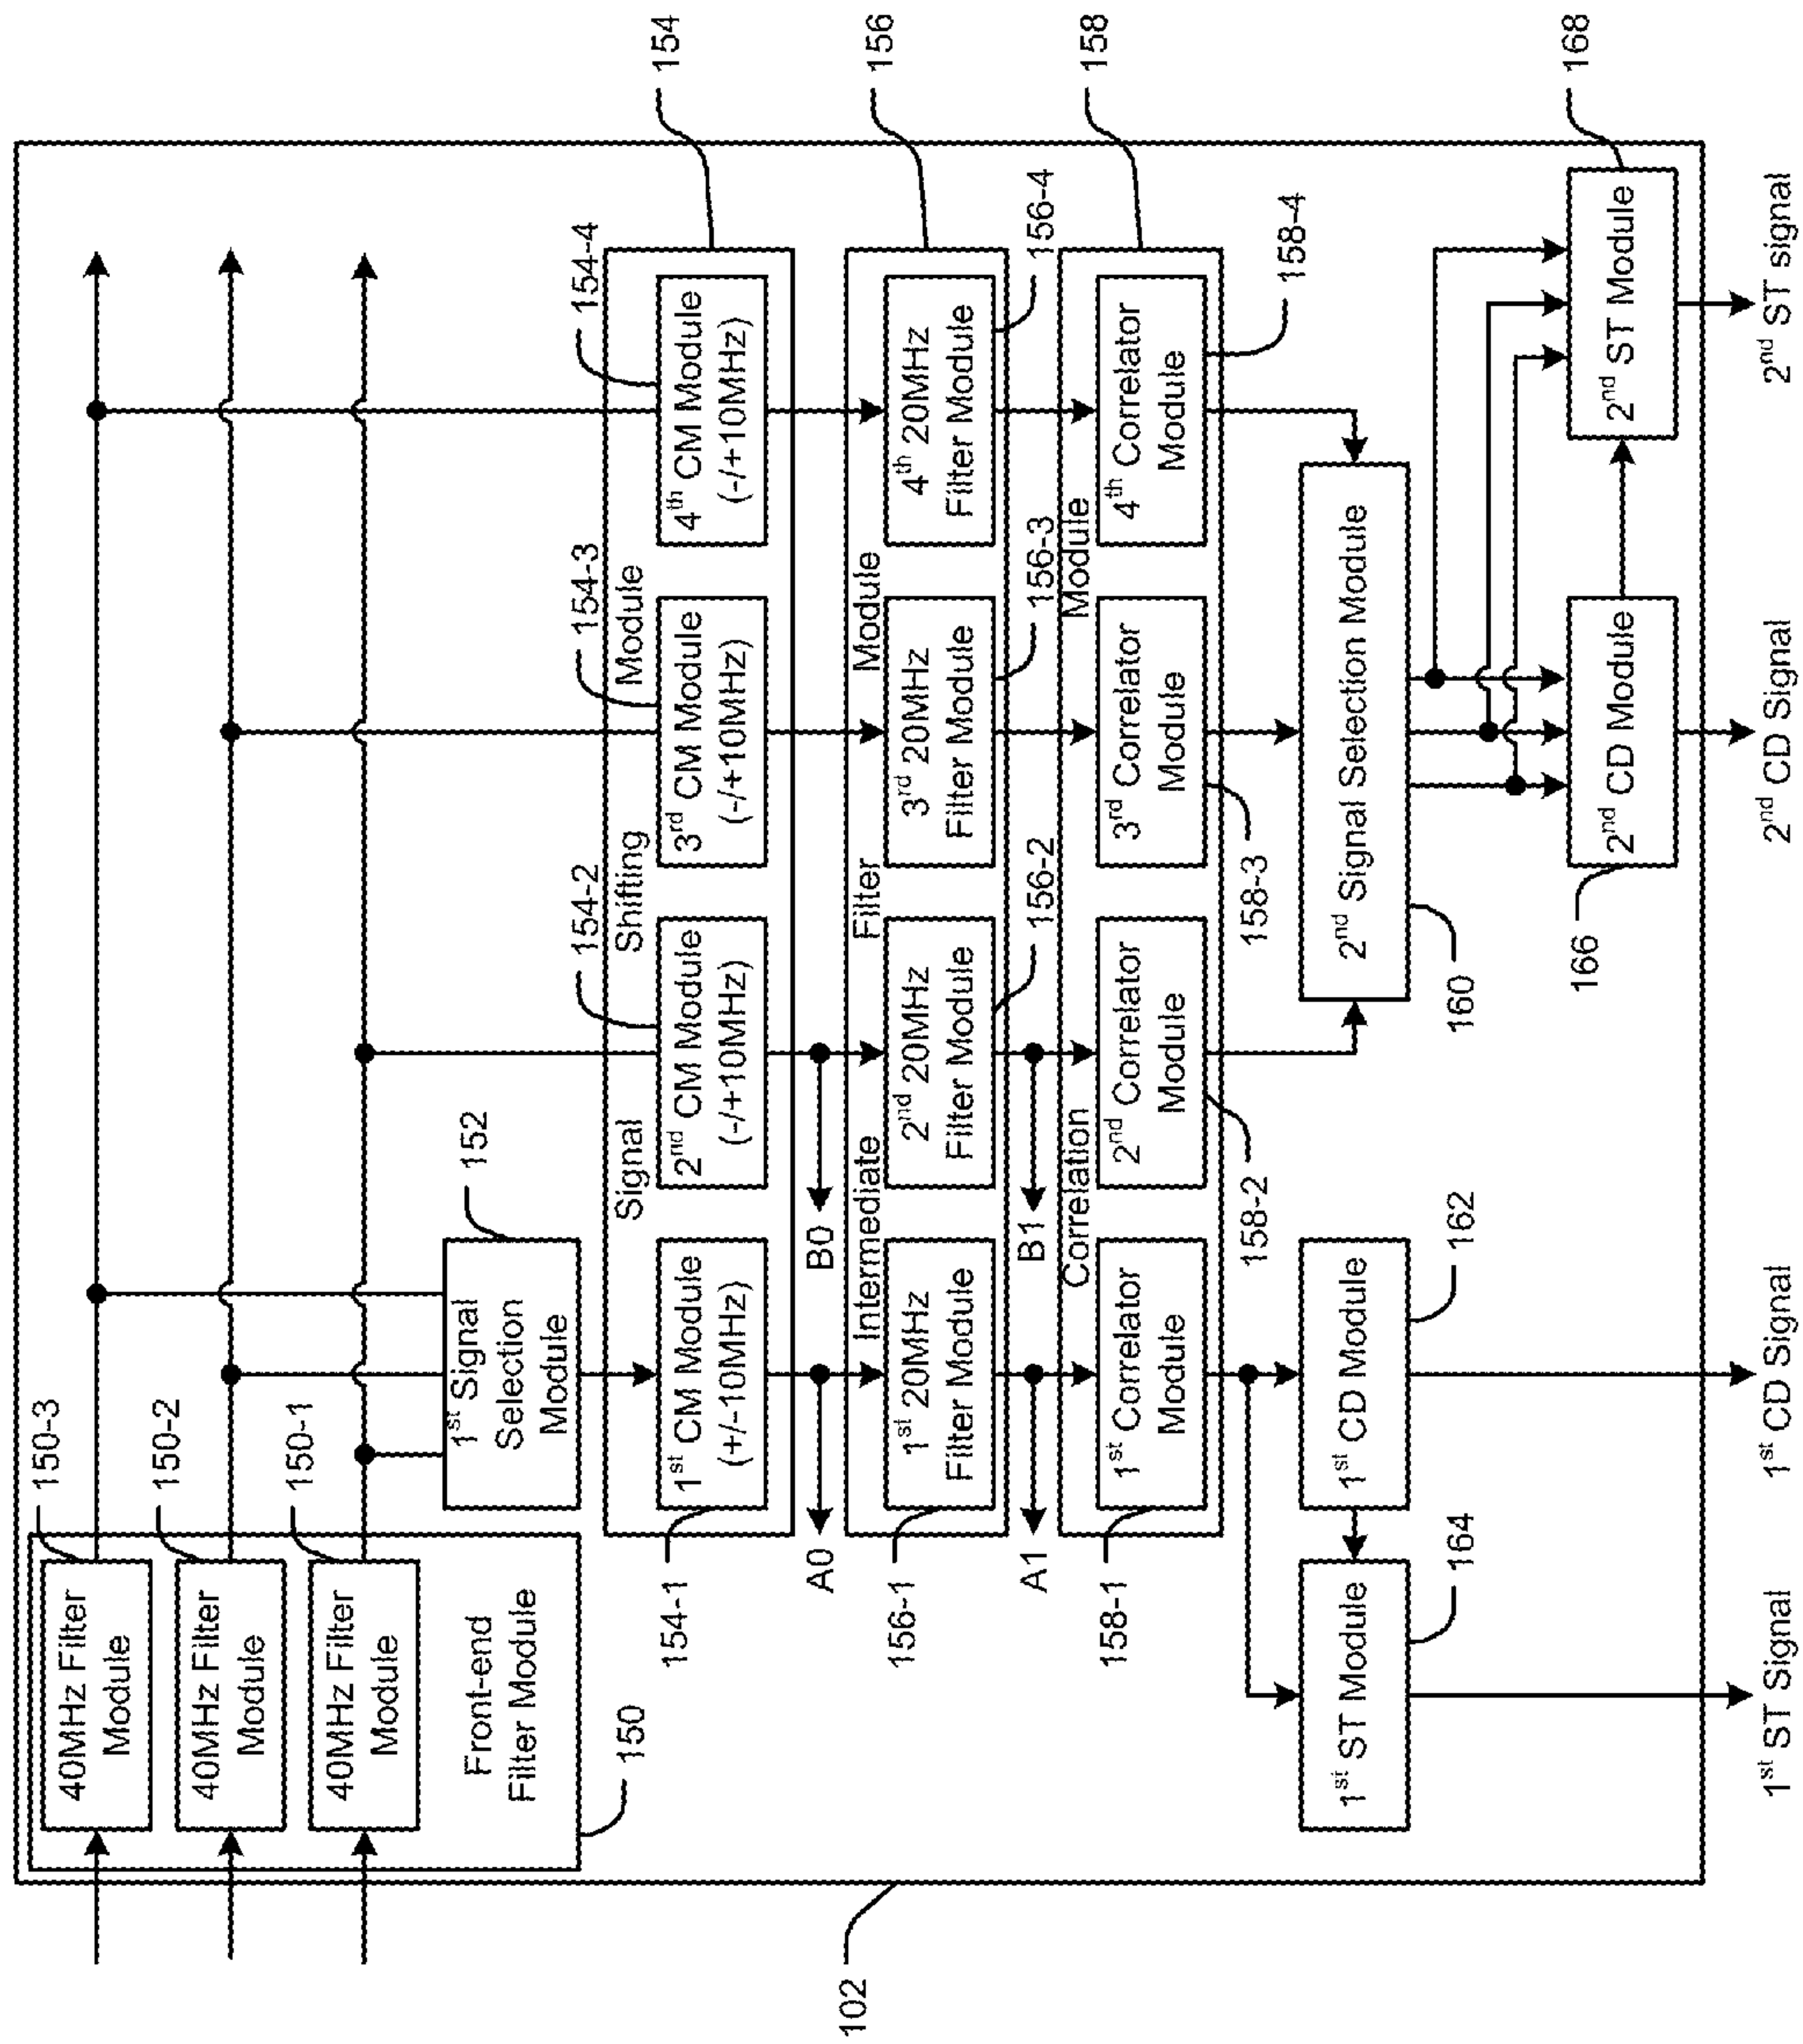 154
156
158
168
154-4
156-4
158-4
4th CM Module
(-/+10MHz)
4th 20MHz
Filter Module
4th Correlator
Module
2nd ST Module
2nd ST signal
154-3
156-3
158-3
3rd CM Module
(-/+10MHz)
3rd 20MHz
Filter Module
3rd Correlator
Module
2nd Signal Selection Module
160
2nd CD Module
166
2nd CD Signal
154-2
156-2
158-2
2nd CM Module
(-/+10MHz)
2nd 20MHz
Filter Module
2nd Correlator
Module
Signal Shifting Module
Intermediate Filter Module
Correlation Module
B0
B1
152
1st Signal
Selection
Module
1st CM Module
(+/-10MHz)
1st 20MHz
Filter Module
1st Correlator
Module
154-1
156-1
158-1
A0
A1
1st CD Module
162
1st CD Signal
1st ST Module
164
1st ST Signal
150-3
150-2
150-1
40MHz Filter
Module
40MHz Filter
Module
40MHz Filter
Module
Front-end
Filter Module
150
102